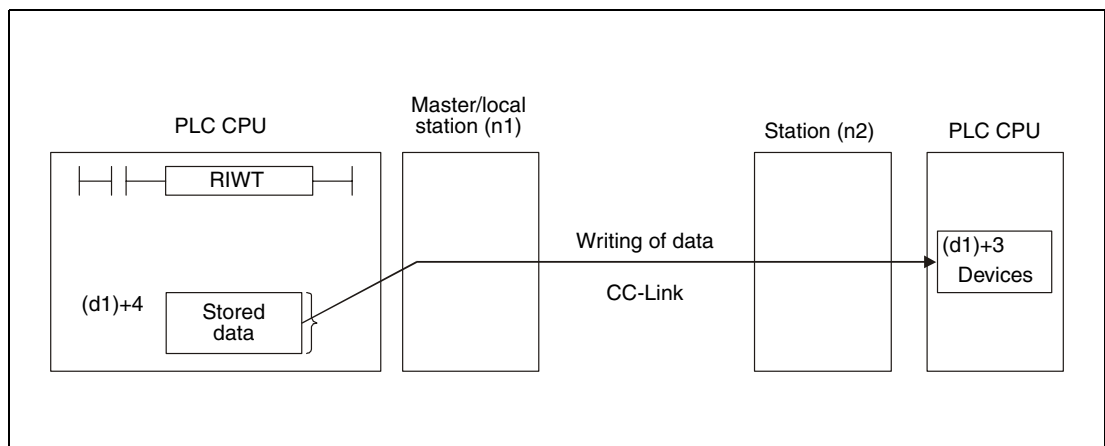 PLC CPU
Master/local
station (n1)
Station (n2)
PLC CPU
RIWT
(d1)+4
Stored
data
Writing of data
CC-Link
(d1)+3
Devices